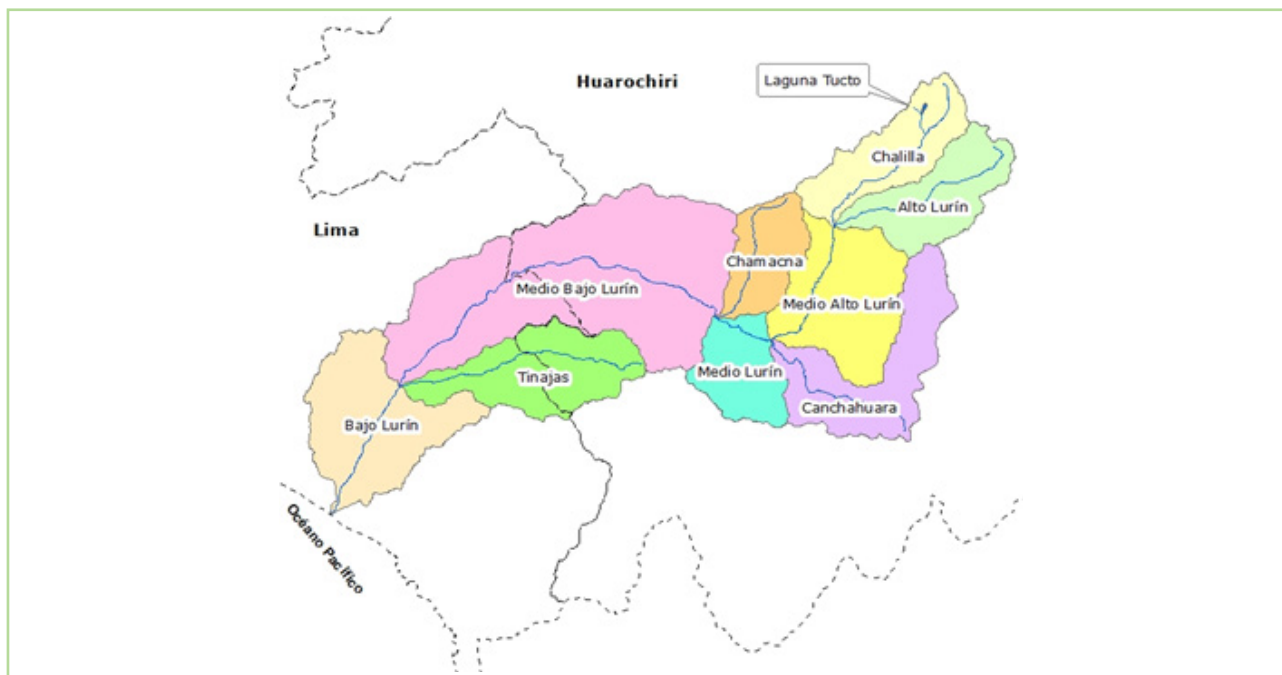 Huarochiri
Laguna Tucto
Chalilla
Alto Lurín
Lima
Chamacna
Medio Bajo Lurín
Medio Alto Lurín
Medio Lurín
Tinajas
Canchahuara
Bajo Lurín
Océano Pacífico